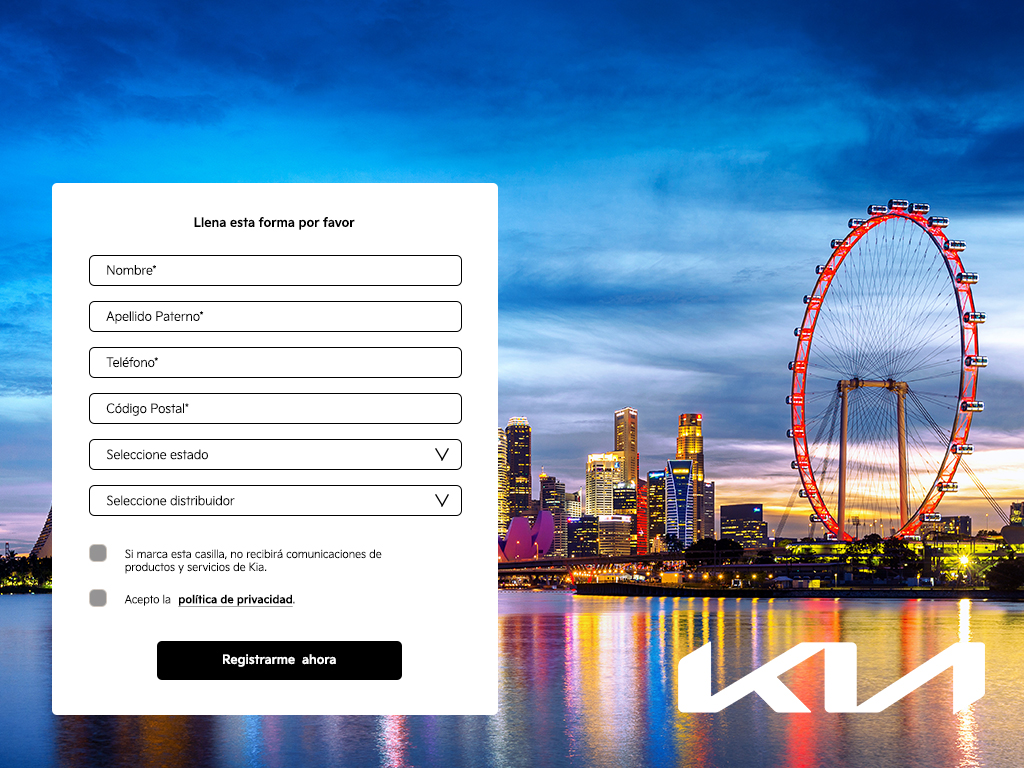 Llena esta forma por favor
Nombre*
Apellido Paterno*
Teléfono*
Código Postal*
Seleccione estado
Seleccione distribuidor
Si marca esta casilla, no recibirá comunicaciones de
productos y servicios de Kia.
Acepto la política de privacidad.
Registrarme ahora
KIA